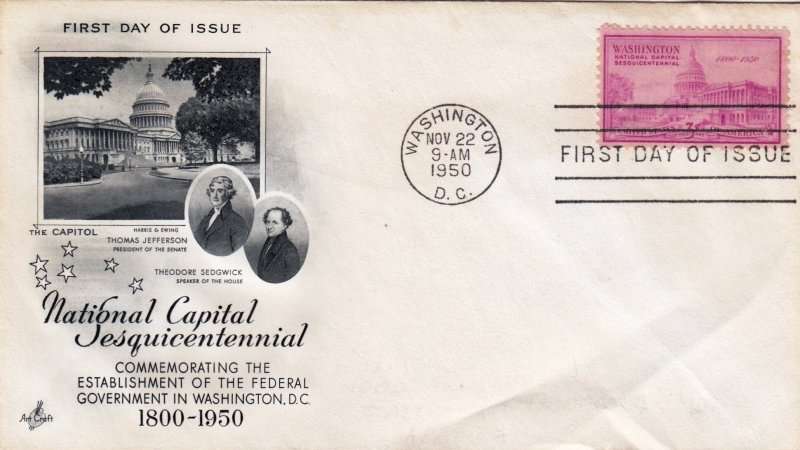 FIRST DAY OF ISSUE
THE CAPITOL
HARRIS & EWING
THOMAS JEFFERSON
PRESIDENT OF THE SENATE
THEODORE SEDGWICK
SPEAKER OF THE HOUSE
National Capital
Sesquicentennial
COMMEMORATING THE
ESTABLISHMENT OF THE FEDERAL
GOVERNMENT IN WASHINGTON, D.C.
1800-1950
Art Craft
WASHINGTON
NOV 22
9-AM
1950
D. C.
WASHINGTON
NATIONAL CAPITAL
SESQUICENTENNIAL
1800-1950
3¢
FIRST DAY OF ISSUE